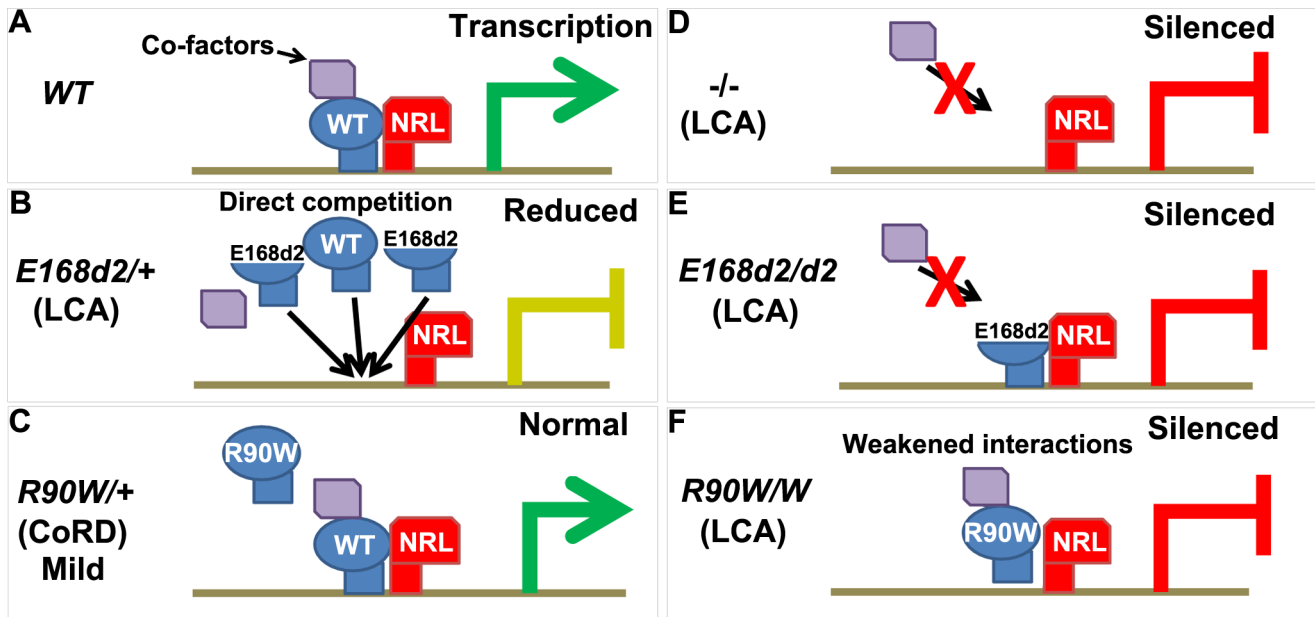 A
Transcription
Co-factors
WT
WT
NRL
B
Direct competition
Reduced
E168d2
WT
E168d2
E168d2/+
(LCA)
NRL
C
Normal
R90W
R90W/+
(CoRD)
Mild
WT
NRL
D
Silenced
X
-/-
(LCA)
NRL
E
Silenced
X
E168d2/d2
(LCA)
E168d2
NRL
F
Silenced
Weakened interactions
R90W/W
(LCA)
R90W
NRL